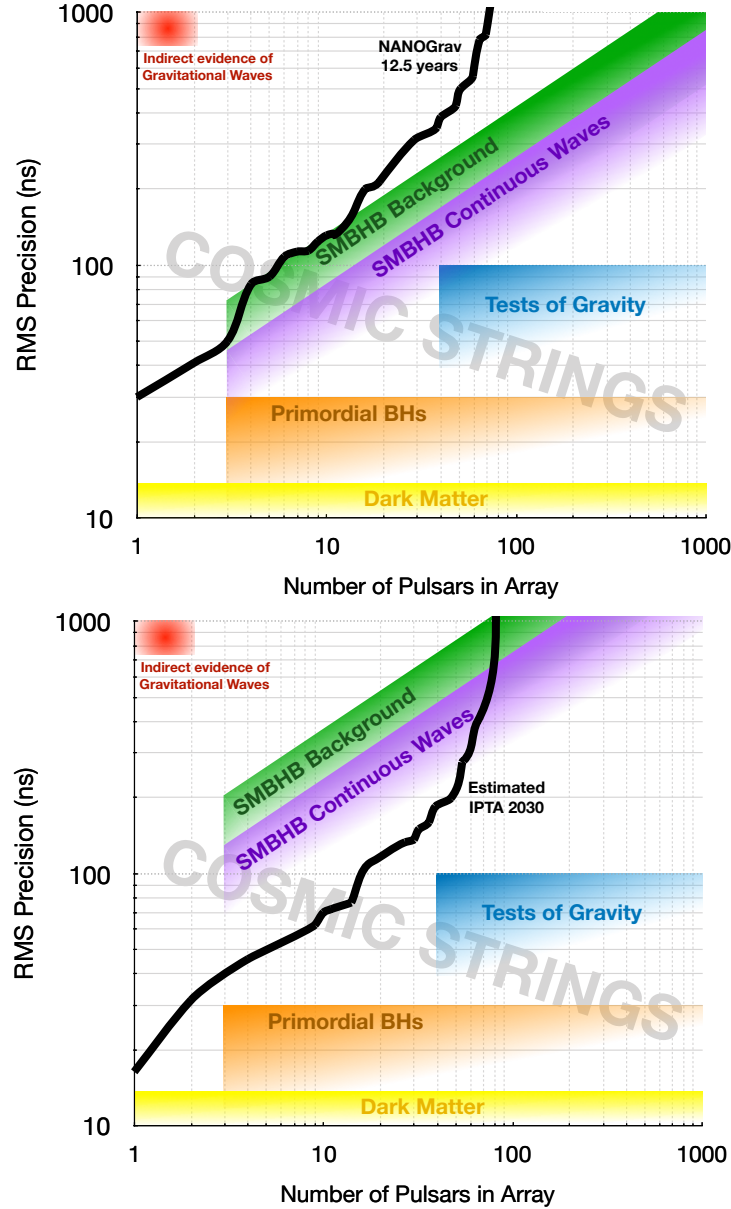 1000
NANOGrav
12.5 years
Indirect evidence of
Gravitational Waves
SMBHB Background
SMBHB Continuous Waves
RMS Precision (ns)
100
COSMIC STRINGS
Tests of Gravity
Primordial BHs
Dark Matter
10
1
10
100
1000
Number of Pulsars in Array
1000
Indirect evidence of
Gravitational Waves
SMBHB Background
SMBHB Continuous Waves
Estimated
IPTA 2030
RMS Precision (ns)
100
COSMIC STRINGS
Tests of Gravity
Primordial BHs
Dark Matter
10
1
10
100
1000
Number of Pulsars in Array